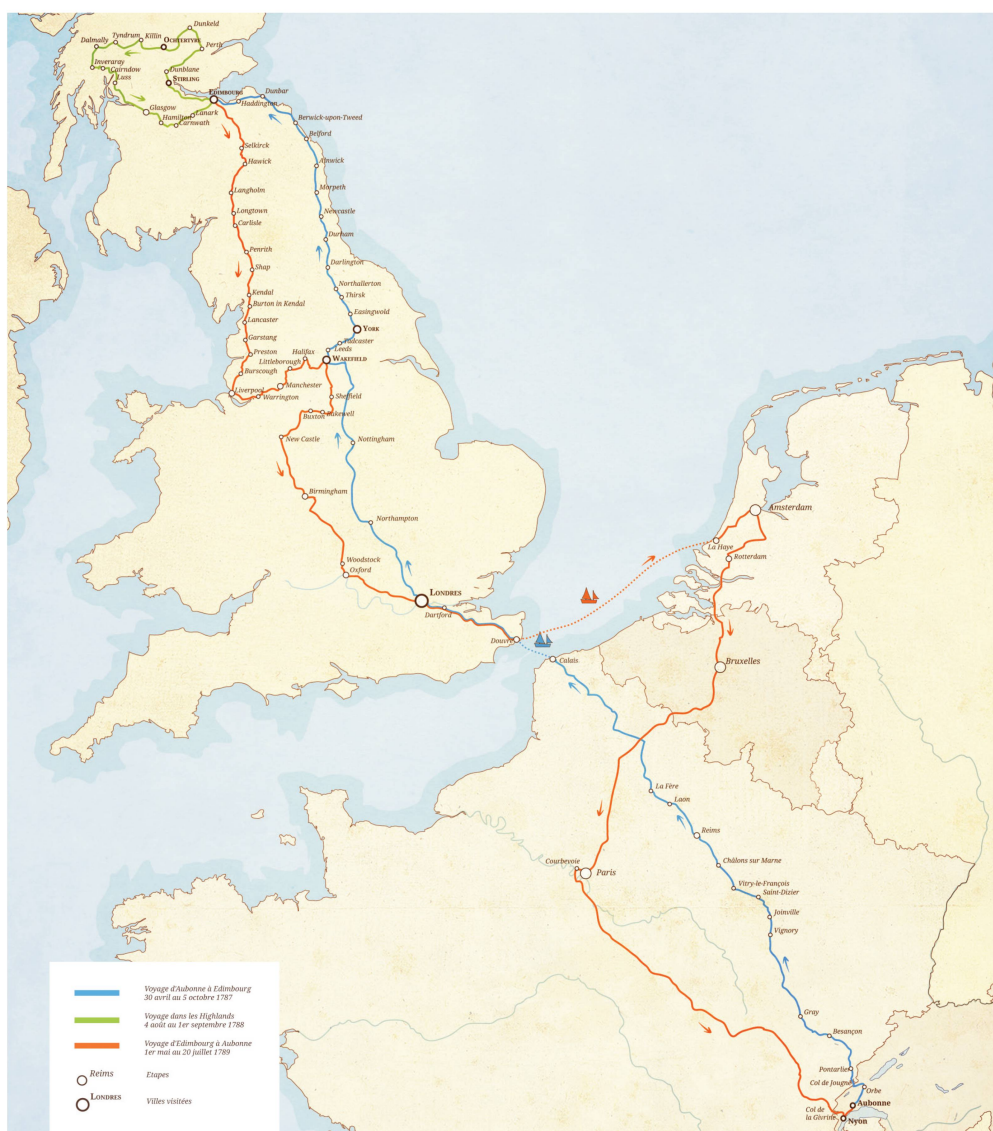 Dunkeld
Killin
Tyndrum
Ochtertyre
Dalmally
Perth
Inveraray
Cairndow
Luss
Dunblane
Stirling
Edimbourg
Dunbar
Haddington
Glasgow
Lanark
Hamilton
Carnwath
Berwick-upon-Tweed
Belford
Selkirck
Hawick
Alnwick
Langholm
Morpeth
Longtown
Newcastle
Carlisle
Durham
Penrith
Shap
Darlington
Kendal
Northallerton
Burton in Kendal
Thirsk
Lancaster
Easingwold
York
Garstang
Tadcaster
Leeds
Preston
Halifax
Wakefield
Littleborough
Burscough
Manchester
Liverpool
Warrington
Sheffield
Buxton
Bakewell
New Castle
Nottingham
Birmingham
Northampton
Amsterdam
La Haye
Rotterdam
Woodstock
Oxford
Londres
Dartford
Douvre
Calais
Bruxelles
La Fère
Laon
Reims
Courbevoie
Paris
Châlons sur Marne
Vitry-le-François
Saint-Dizier
Joinville
Vignory
Gray
Besançon
Pontarlier
Col de Jougne
Orbe
Aubonne
Col de
la Givrine
Nyon
Voyage d'Aubonne à Edimbourg
30 avril au 5 octobre 1787
Voyage dans les Highlands
4 août au 1er septembre 1788
Voyage d'Edimbourg à Aubonne
1er mai au 20 juillet 1789
Reims
Etapes
Londres
Villes visitées